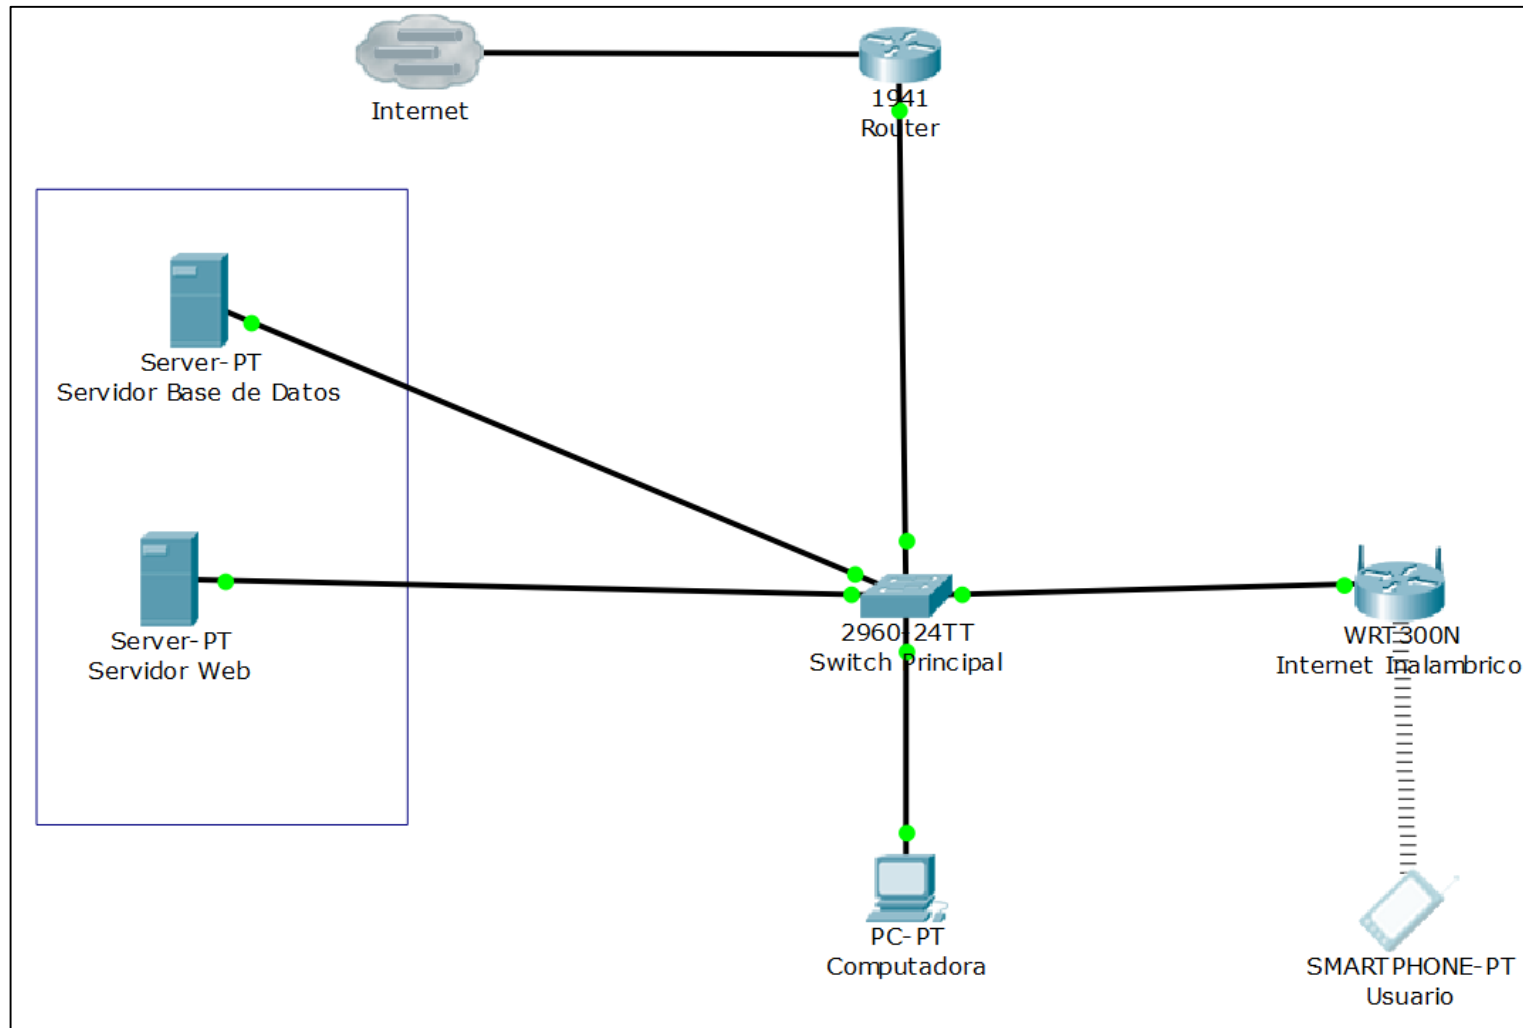 Internet
1941
Router
Server-PT
Servidor Base de Datos
Server-PT
Servidor Web
2960-24TT
Switch Principal
WRT300N
Internet Inalambrico
PC-PT
Computadora
SMARTPHONE-PT
Usuario